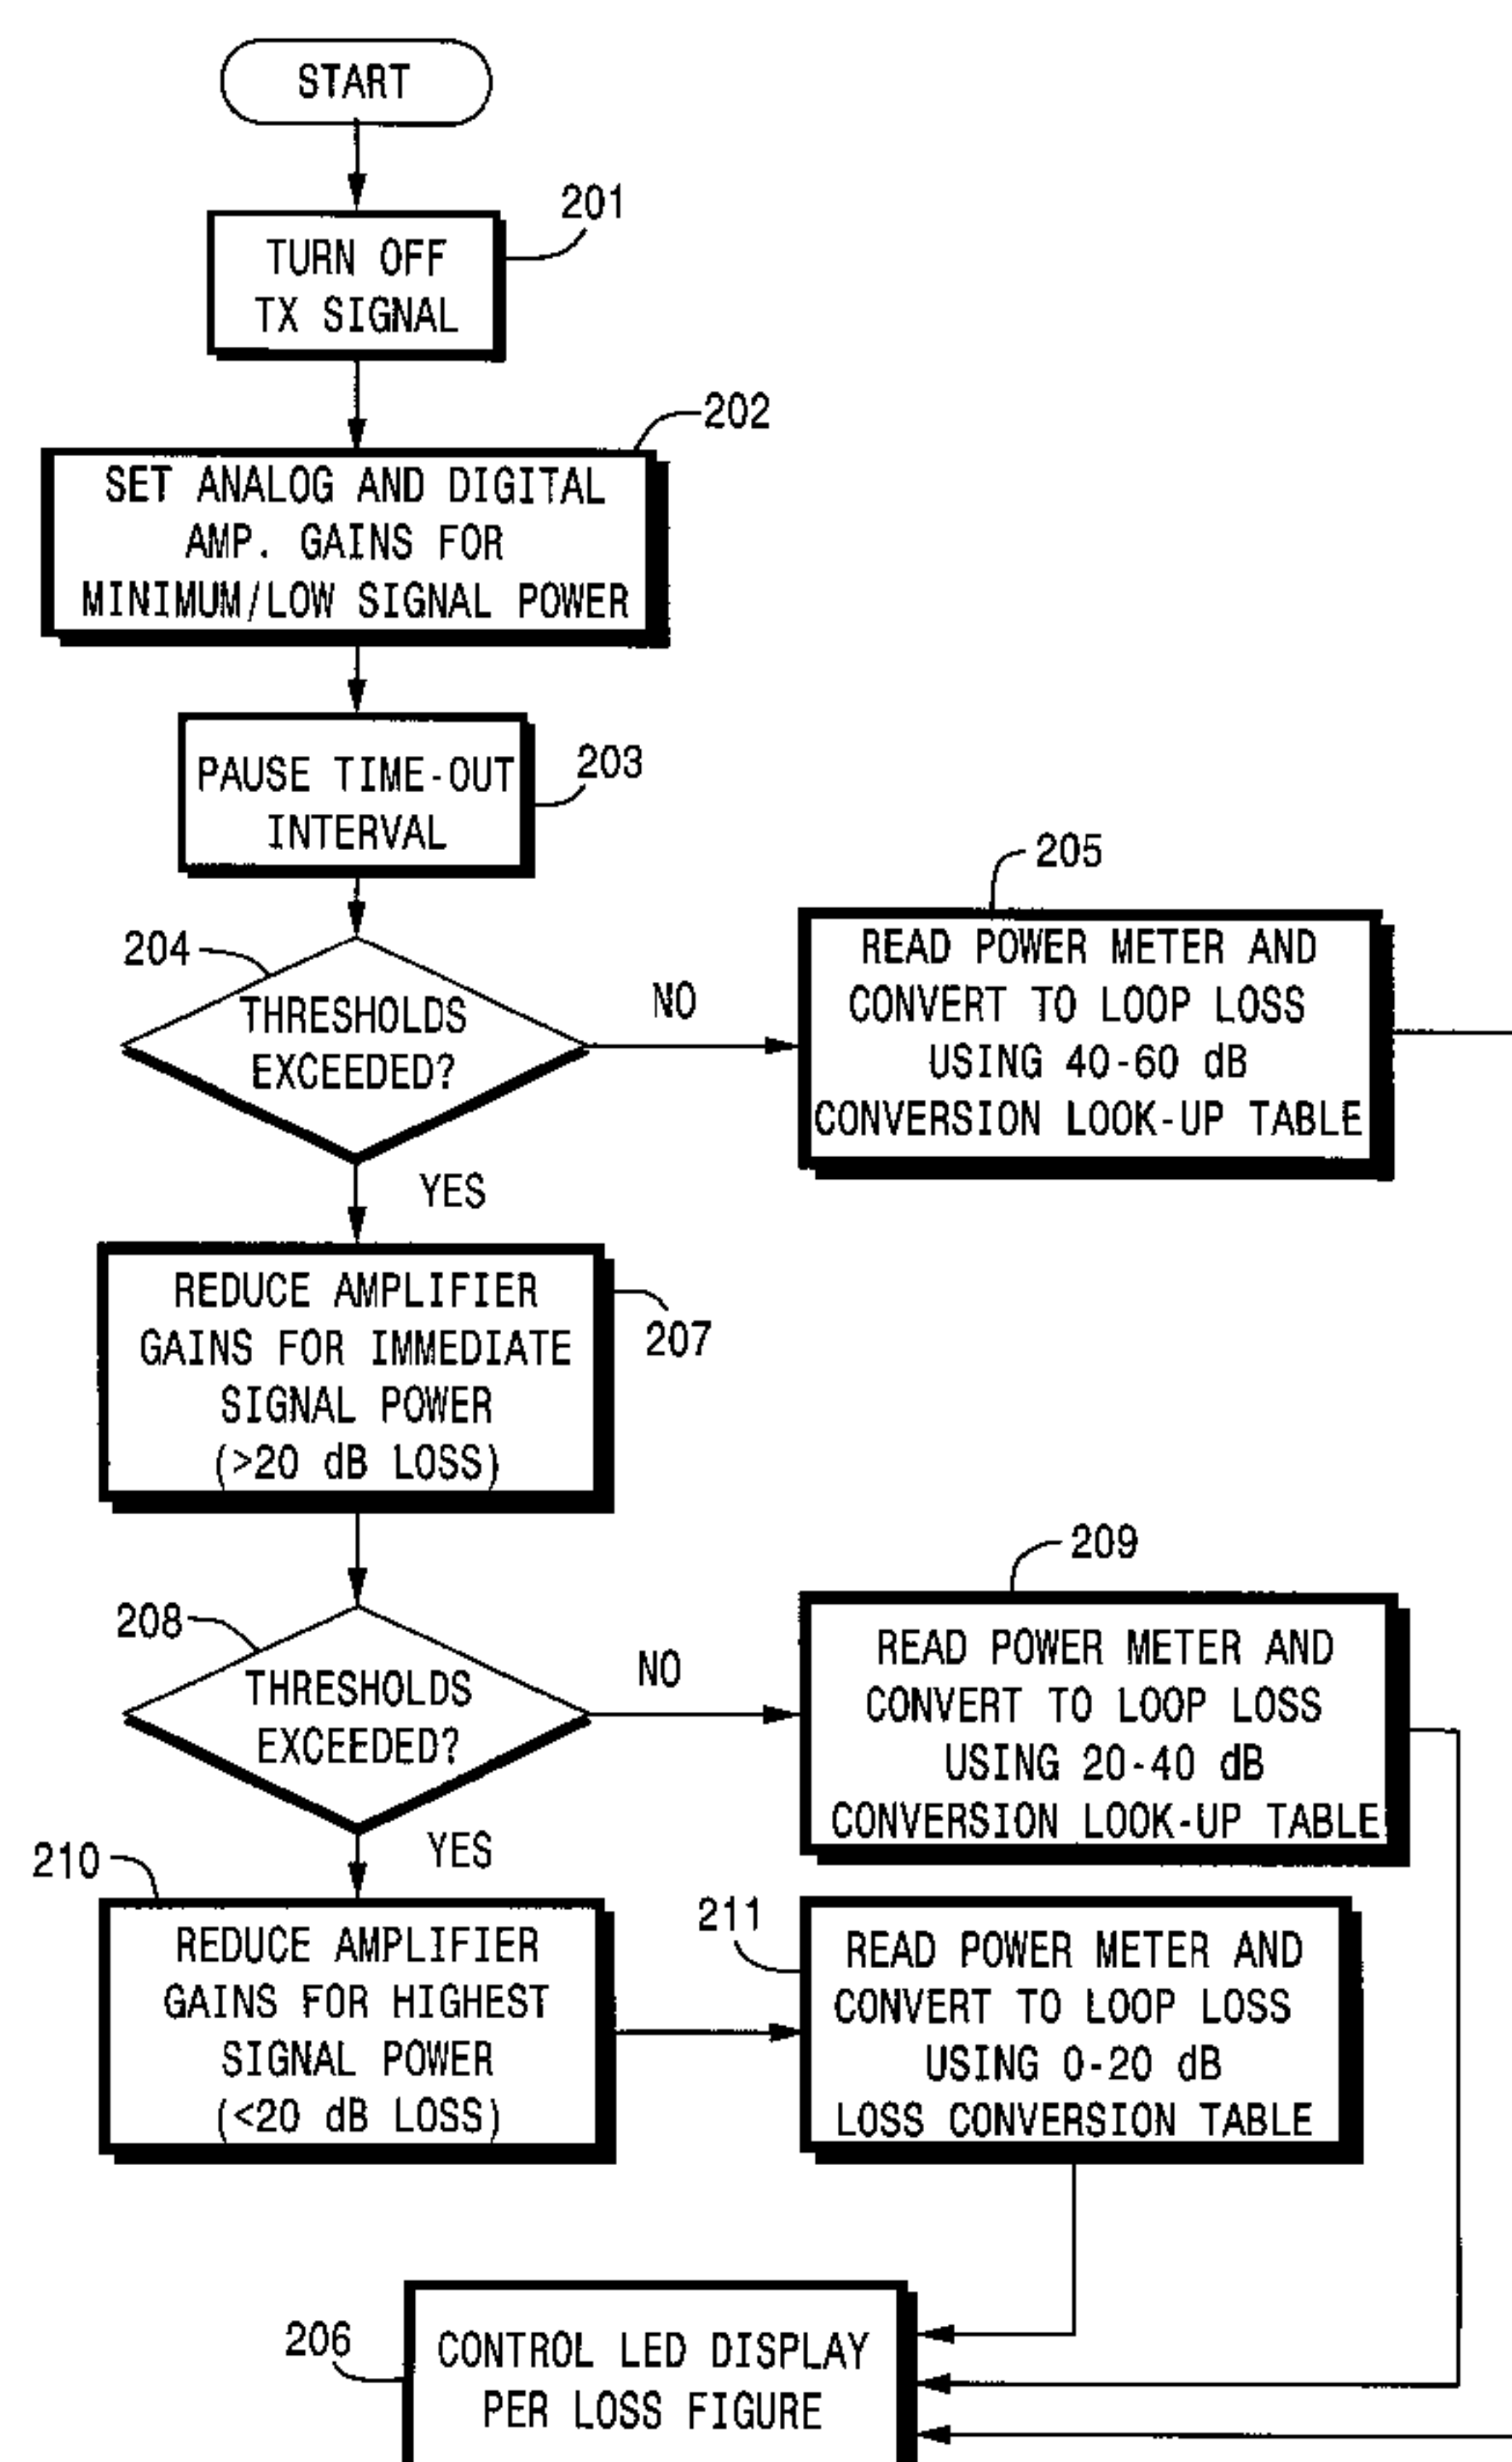 START
201
TURN OFF
TX SIGNAL
202
SET ANALOG AND DIGITAL
AMP. GAINS FOR
MINIMUM/LOW SIGNAL POWER
203
PAUSE TIME-OUT
INTERVAL
204
THRESHOLDS
EXCEEDED?
NO
205
READ POWER METER AND
CONVERT TO LOOP LOSS
USING 40-60 dB
CONVERSION LOOK-UP TABLE
YES
REDUCE AMPLIFIER
GAINS FOR IMMEDIATE
SIGNAL POWER
(>20 dB LOSS)
207
208
THRESHOLDS
EXCEEDED?
NO
209
READ POWER METER AND
CONVERT TO LOOP LOSS
USING 20-40 dB
CONVERSION LOOK-UP TABLE
YES
210
REDUCE AMPLIFIER
GAINS FOR HIGHEST
SIGNAL POWER
(<20 dB LOSS)
211
READ POWER METER AND
CONVERT TO LOOP LOSS
USING 0-20 dB
LOSS CONVERSION TABLE
206
CONTROL LED DISPLAY
PER LOSS FIGURE